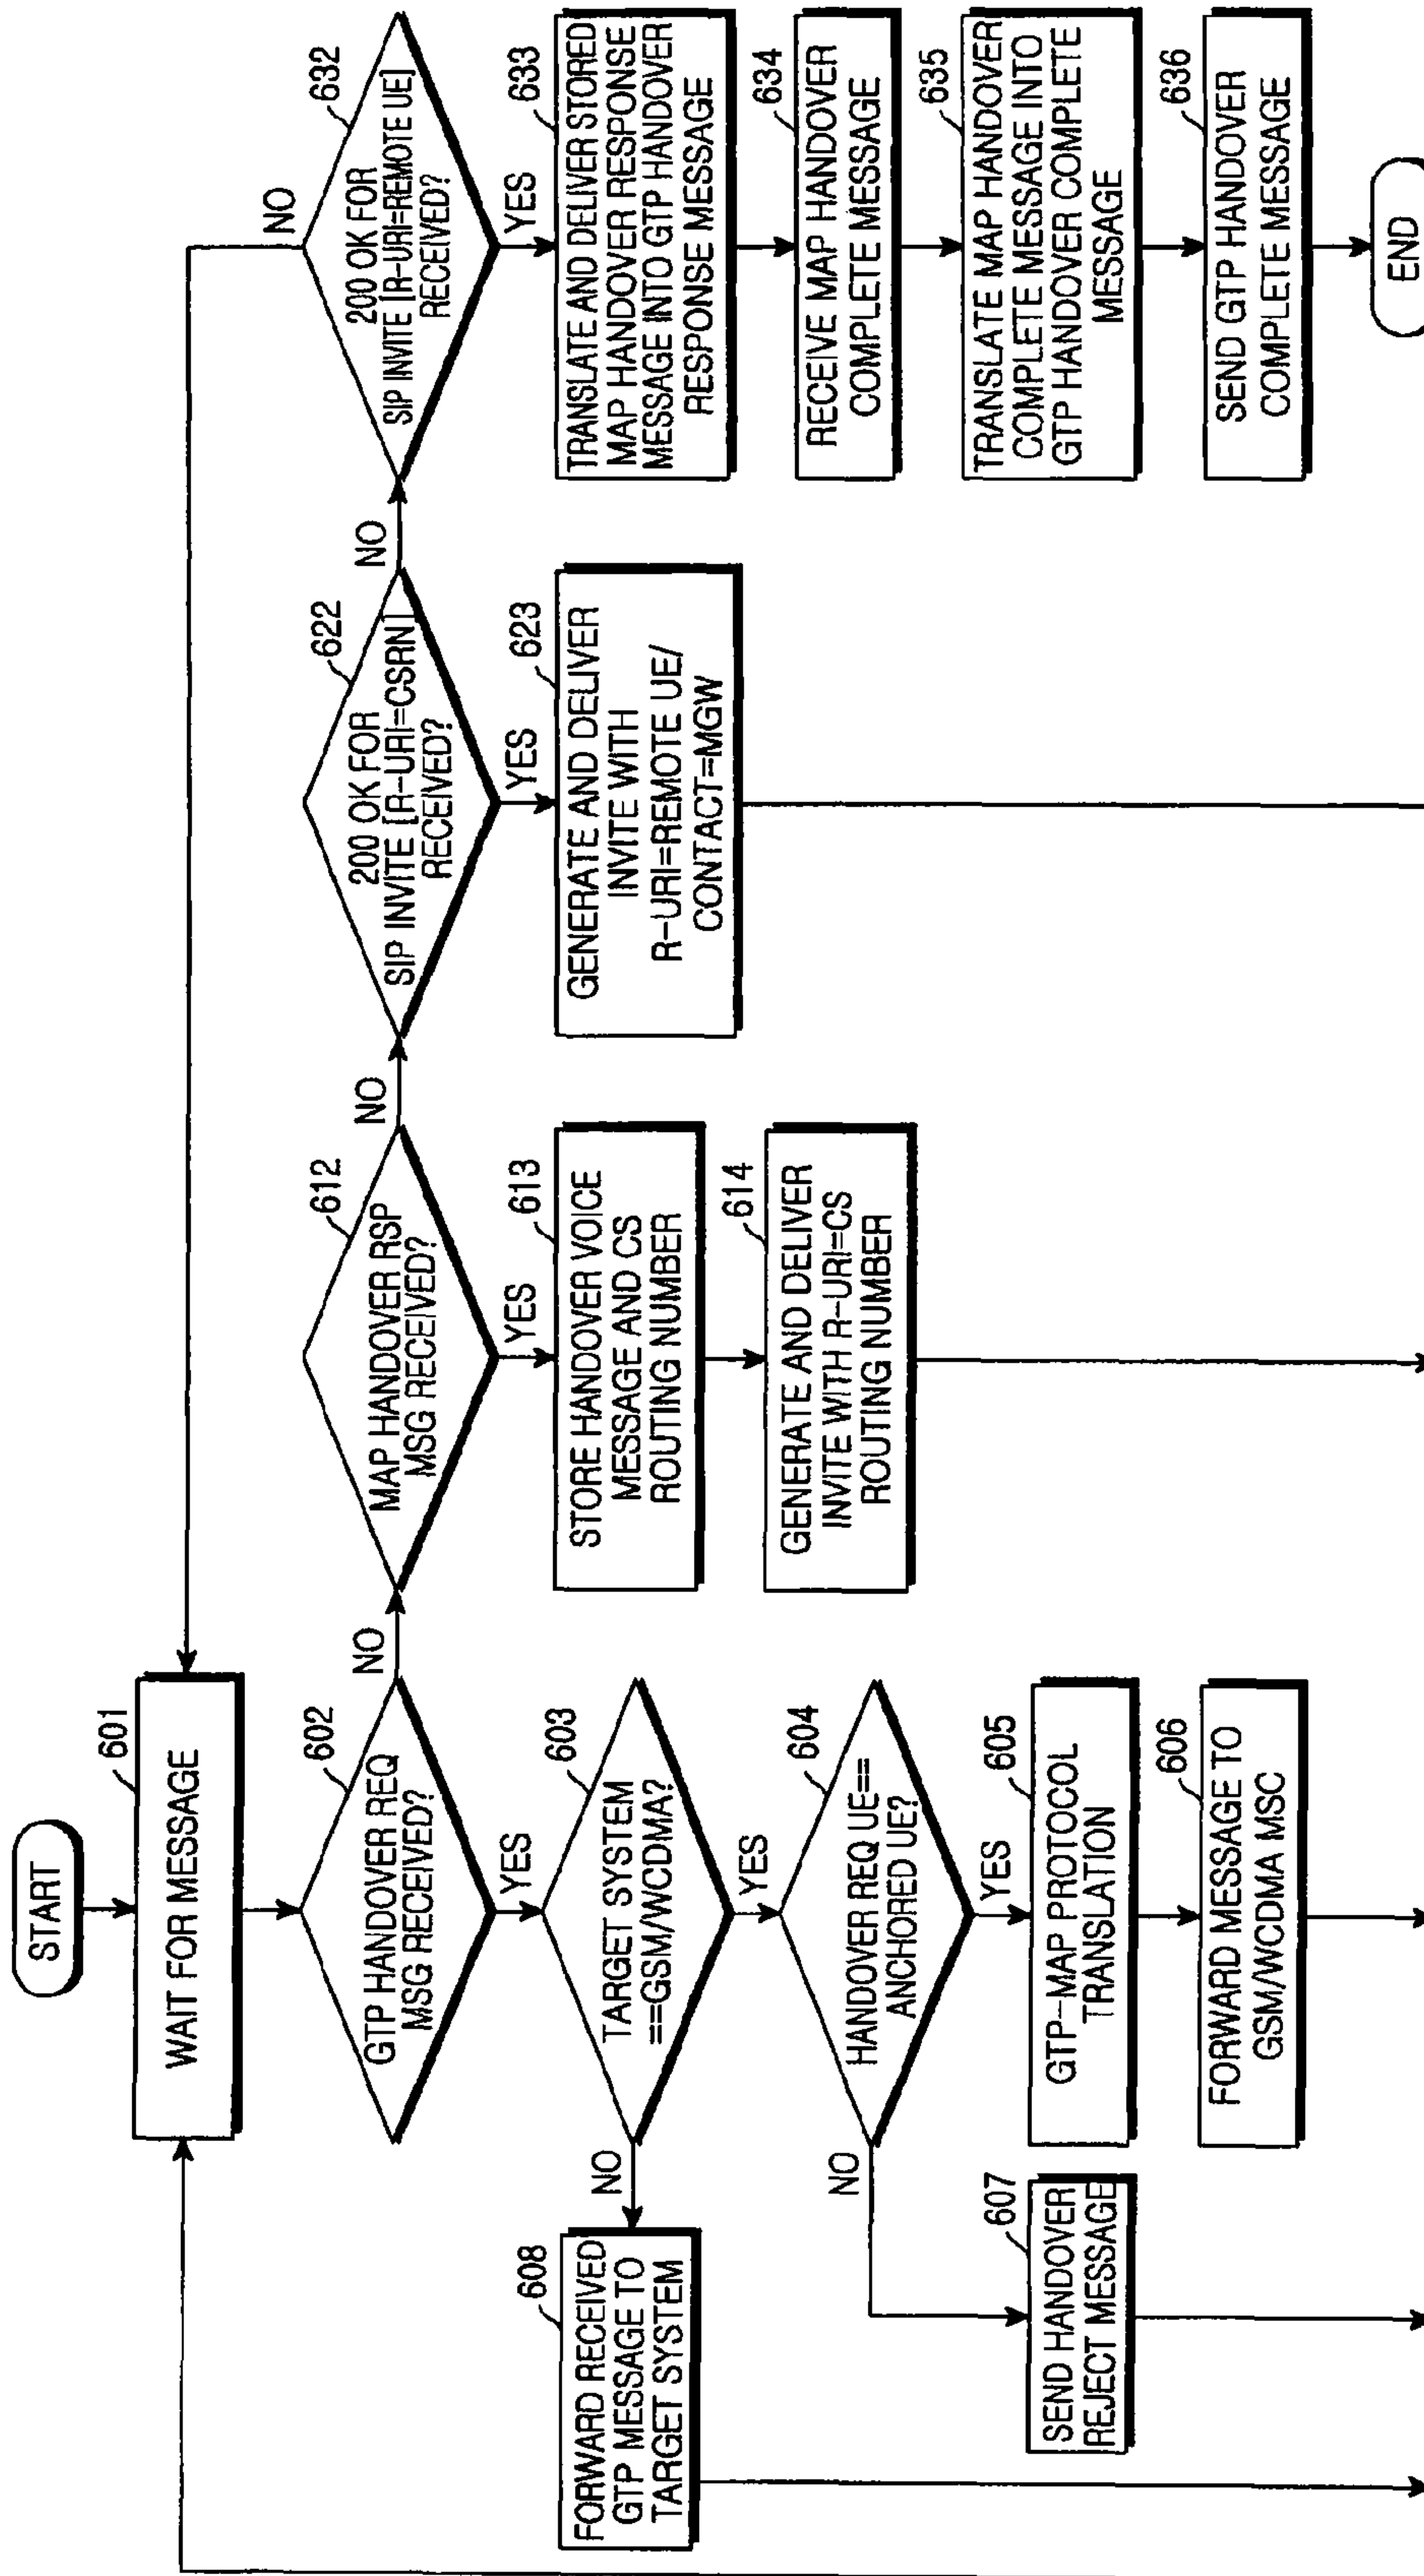 START
601
WAIT FOR MESSAGE
602
GTP HANDOVER REQ
MSG RECEIVED?
NO
YES
603
TARGET SYSTEM
==GSM/WCDMA?
NO
YES
608
FORWARD RECEIVED
GTP MESSAGE TO
TARGET SYSTEM
604
HANDOVER REQ UE==
ANCHORED UE?
NO
YES
607
SEND HANDOVER
REJECT MESSAGE
605
GTP-MAP PROTOCOL
TRANSLATION
606
FORWARD MESSAGE TO
GSM/WCDMA MSC
612
MAP HANDOVER RSP
MSG RECEIVED?
NO
YES
613
STORE HANDOVER VOICE
MESSAGE AND CS
ROUTING NUMBER
614
GENERATE AND DELIVER
INVITE WITH R-URI=CS
ROUTING NUMBER
622
200 OK FOR
SIP INVITE [R-URI=CSRN]
RECEIVED?
NO
YES
623
GENERATE AND DELIVER
INVITE WITH
R-URI=REMOTE UE/
CONTACT=MGW
632
200 OK FOR
SIP INVITE [R-URI=REMOTE UE]
RECEIVED?
NO
YES
633
TRANSLATE AND DELIVER STORED
MAP HANDOVER RESPONSE
MESSAGE INTO GTP HANDOVER
RESPONSE MESSAGE
634
RECEIVE MAP HANDOVER
COMPLETE MESSAGE
635
TRANSLATE MAP HANDOVER
COMPLETE MESSAGE INTO
GTP HANDOVER COMPLETE
MESSAGE
636
SEND GTP HANDOVER
COMPLETE MESSAGE
END